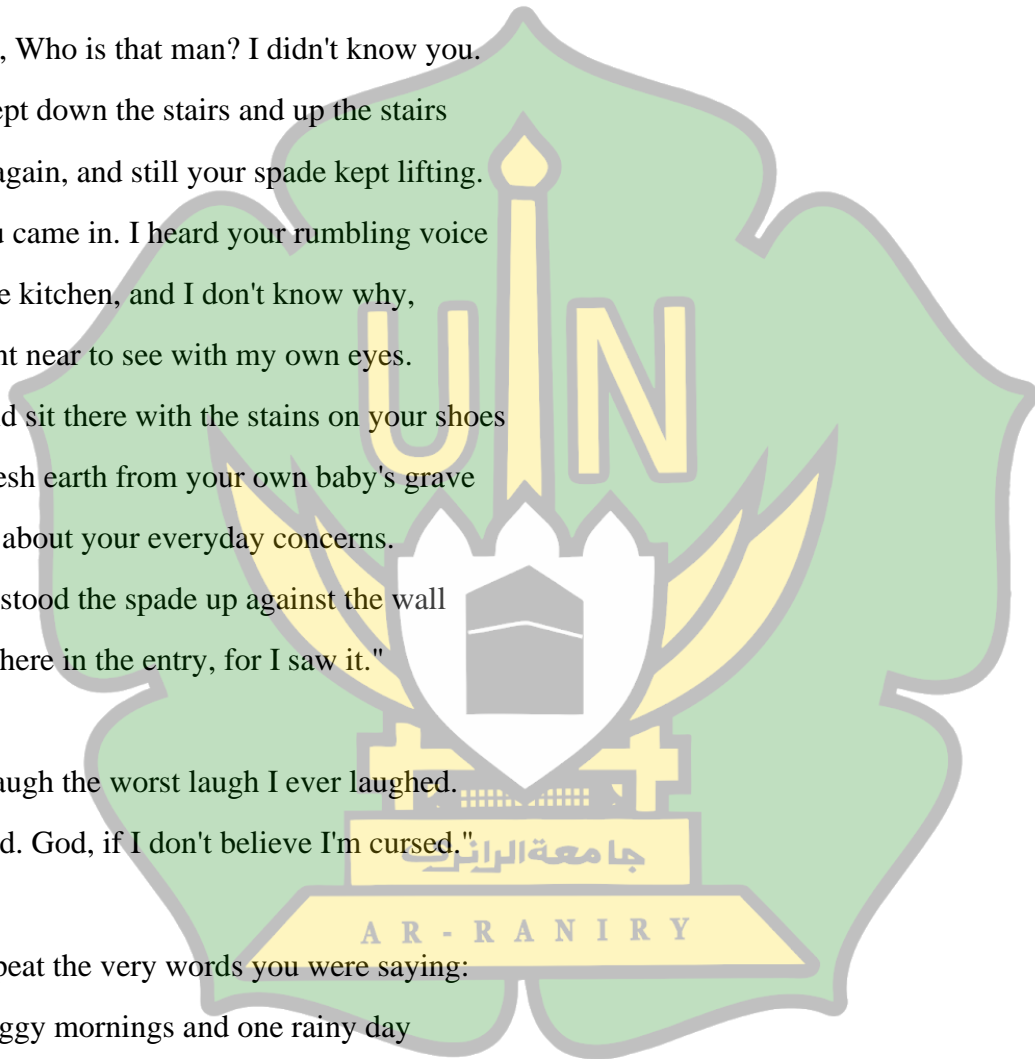 , Who is that man? I didn't know you.
ept down the stairs and up the stairs
again, and still your spade kept lifting.
u came in. I heard your rumbling voice
e kitchen, and I don't know why,
nt near to see with my own eyes.
ld sit there with the stains on your shoes
esh earth from your own baby's grave
about your everyday concerns.
stood the spade up against the wall
here in the entry, for I saw it."
augh the worst laugh I ever laughed.
d. God, if I don't believe I'm cursed."
peat the very words you were saying:
ggy mornings and one rainy day
UIN
جامعة الرانري
AR-RANIRY